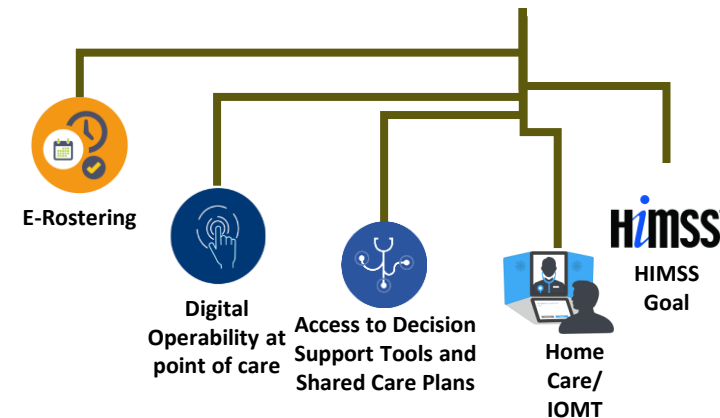 E-Rostering
Digital
Operability at
point of care
Access to Decision
Support Tools and
Shared Care Plans
Home
Care/
IOMT
HiMSS
HIMSS
Goal